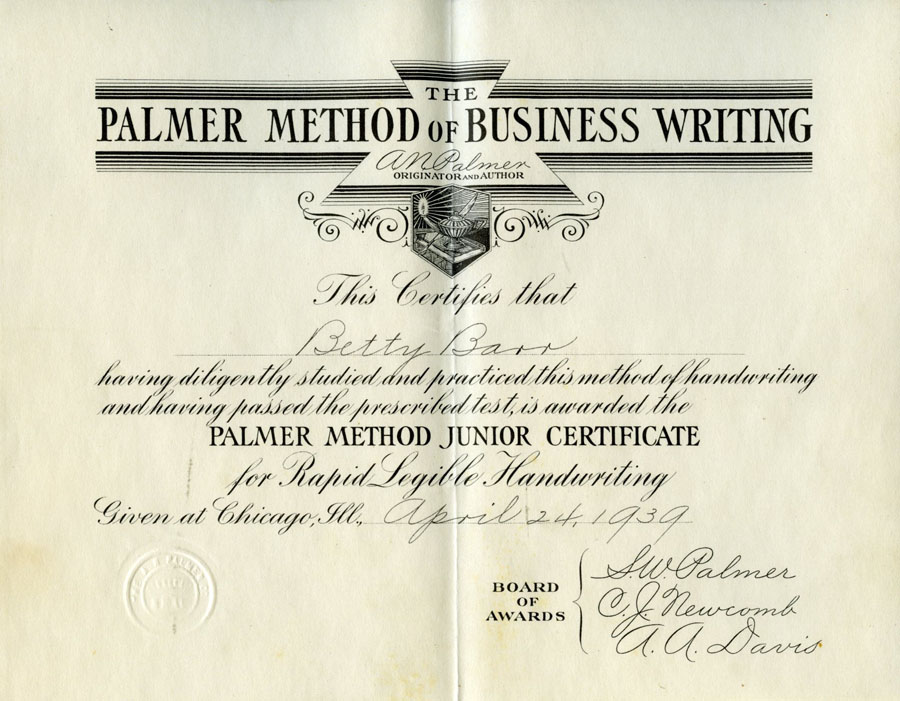 THE
PALMER METHOD OF BUSINESS WRITING
A N Palmer
ORIGINATOR AND AUTHOR
This Certifies that
Betty Barr
having diligently studied and practiced this method of handwriting
and having passed the prescribed test, is awarded the
PALMER METHOD JUNIOR CERTIFICATE
for Rapid Legible Handwriting
Given at Chicago, Ill., April 24, 1939
BOARD
OF
AWARDS
S.W. Palmer
C. J. Newcomb
A. A. Davis